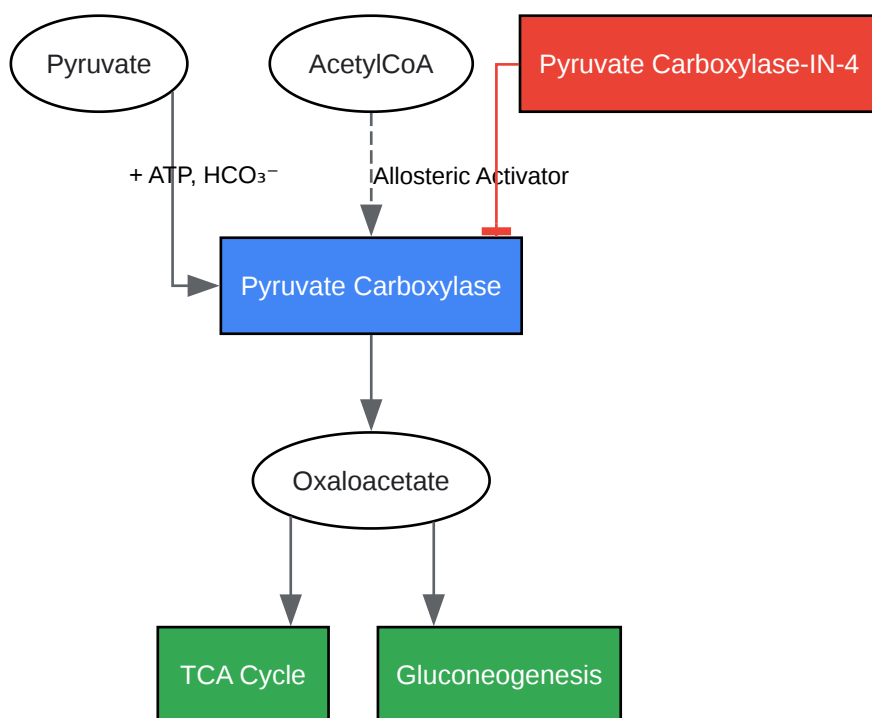 Pyruvate
AcetylCoA
Pyruvate Carboxylase-IN-4
+ ATP, HCO₃⁻
Allosteric Activator
Pyruvate Carboxylase
Oxaloacetate
TCA Cycle
Gluconeogenesis